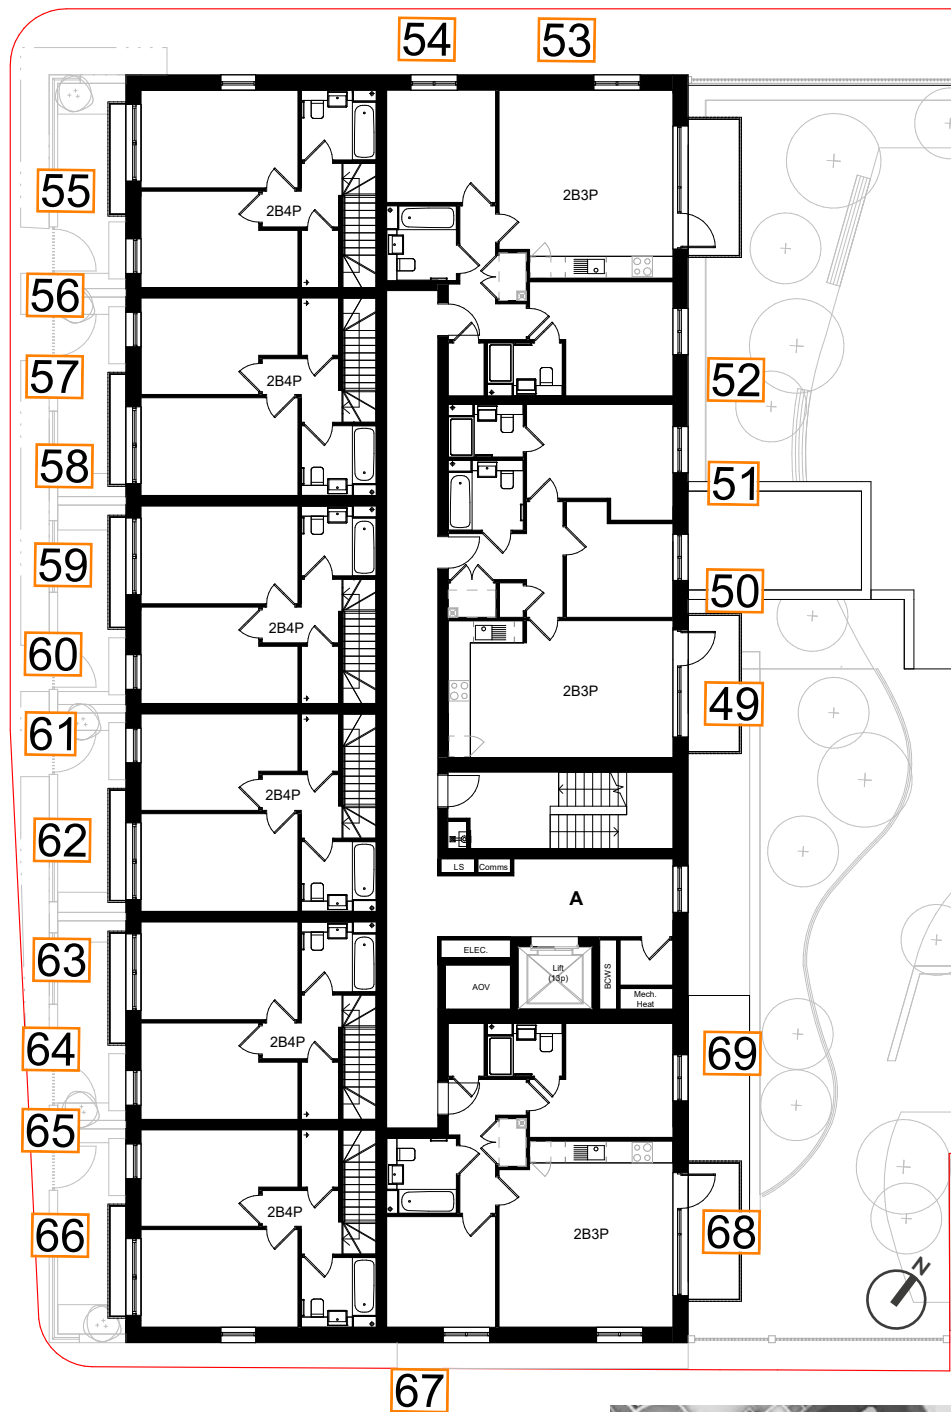 54
53
55
2B4P
2B3P
56
57
2B4P
52
58
51
59
50
60
2B4P
49
2B3P
61
62
2B4P
LS
Comms
A
63
ELEC.
AOV
Lift
(13p)
BCWS
Mech.
Heat
64
2B4P
69
65
66
2B4P
2B3P
68
N
67